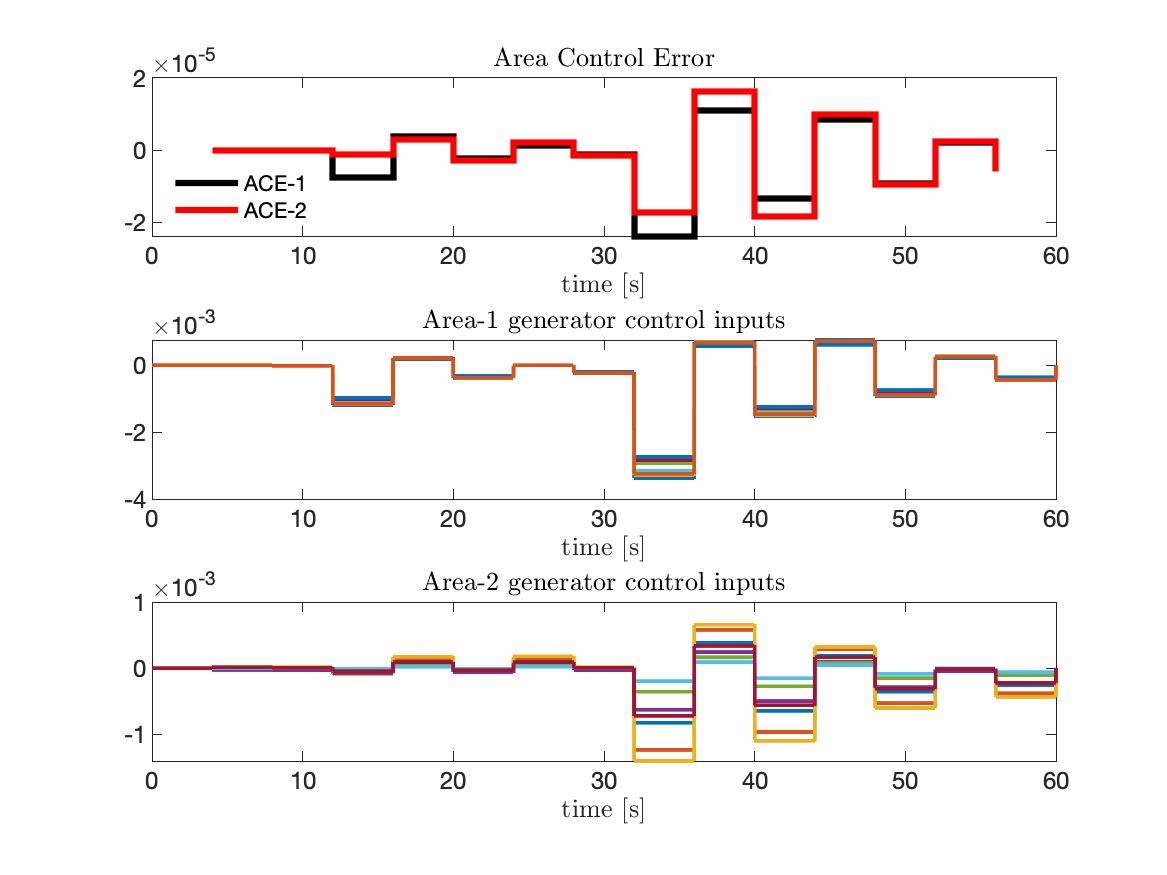 Area Control Error
×10-5
2
0
-2
ACE-1
ACE-2
0 10 20 30 40 50 60
time [s]
Area-1 generator control inputs
×10-3
0
-2
-4
0 10 20 30 40 50 60
time [s]
Area-2 generator control inputs
×10-3
1
0
-1
0 10 20 30 40 50 60
time [s]